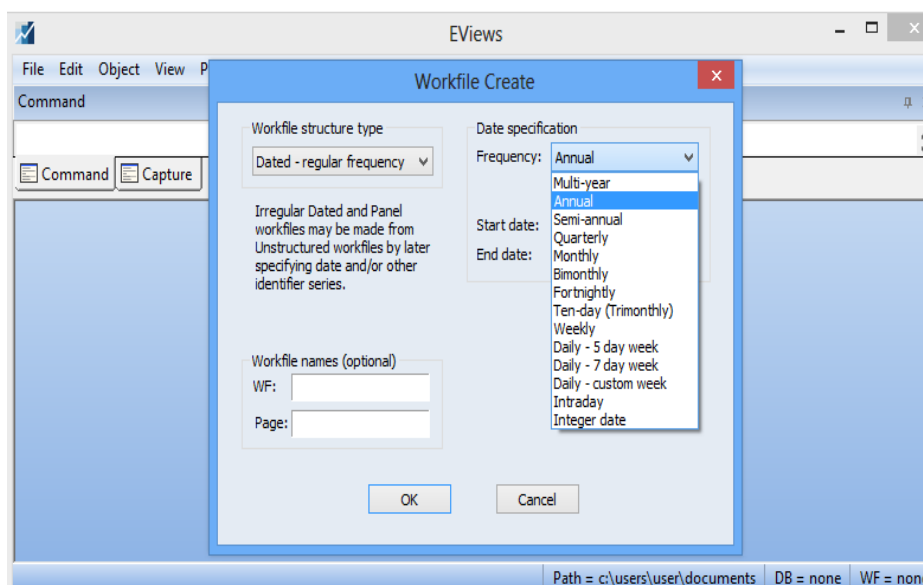 EViews
File Edit Object View P
Command
Command Capture
Workfile Create
Workfile structure type
Dated - regular frequency
Irregular Dated and Panel
workfiles may be made from
Unstructured workfiles by later
specifying date and/or other
identifier series.
Date specification
Frequency: Annual
Multi-year
Annual
Semi-annual
Quarterly
Monthly
Bimonthly
Fortnightly
Ten-day (Trimonthly)
Weekly
Daily - 5 day week
Daily - 7 day week
Daily - custom week
Intraday
Integer date
Start date:
End date:
Workfile names (optional)
WF:
Page:
OK Cancel
Path = c:\users\user\documents DB = none WF = non